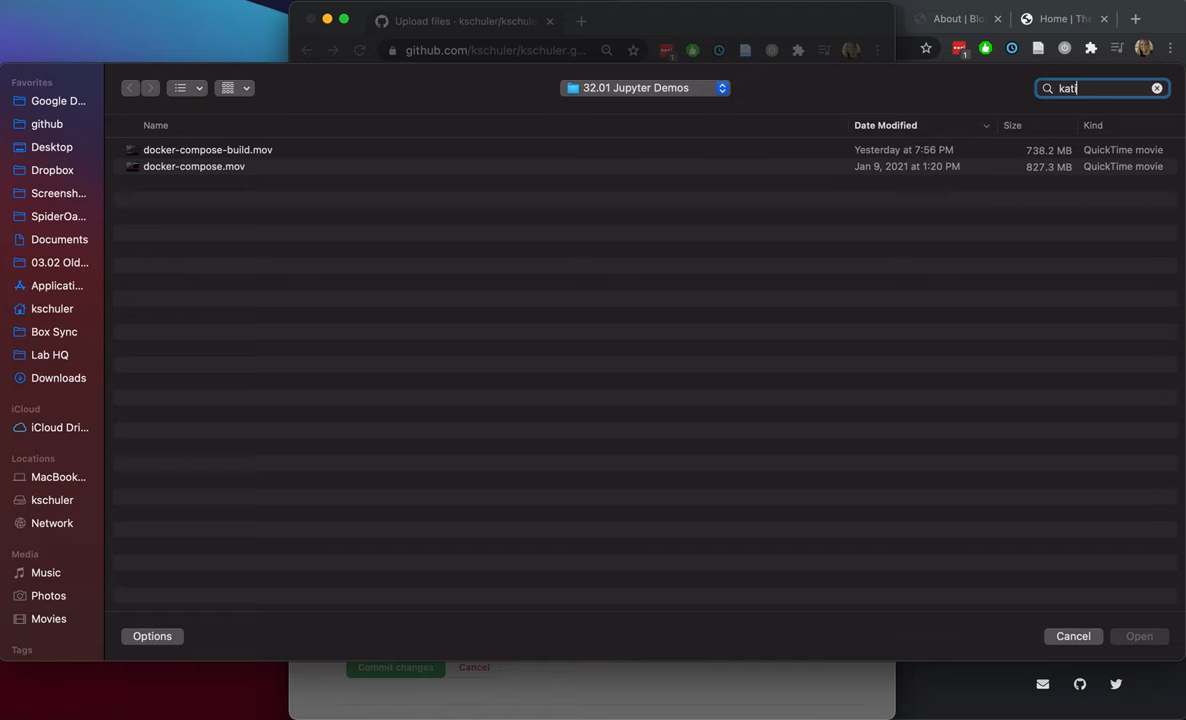 Upload files · kschuler/kschule
About | Blo
Home | The
github.com/kschuler/kschuler.g...
1
1
Favorites
Google D...
github
Desktop
Dropbox
Screensh...
SpiderOa...
Documents
03.02 Old...
Applicati...
kschuler
Box Sync
Lab HQ
Downloads
iCloud
iCloud Dri...
Locations
MacBook...
kschuler
Network
Media
Music
Photos
Movies
Tags
32.01 Jupyter Demos
kati
Name
Date Modified
Size
Kind
docker-compose-build.mov
Yesterday at 7:56 PM
738.2 MB
QuickTime movie
docker-compose.mov
Jan 9, 2021 at 1:20 PM
827.3 MB
QuickTime movie
Options
Cancel
Open
Commit changes
Cancel